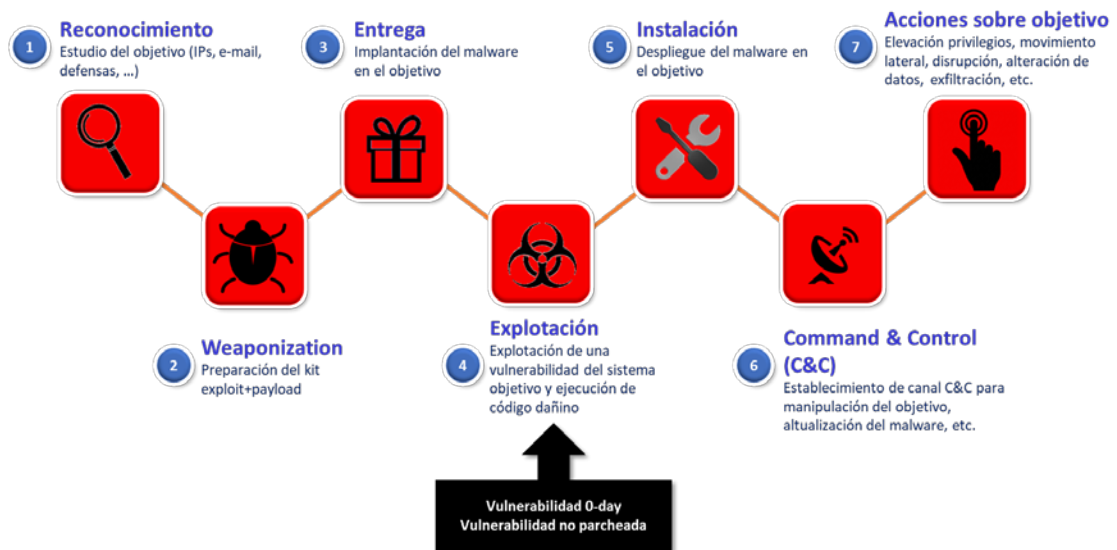 1
Reconocimiento
Estudio del objetivo (IPs, e-mail,
defensas, ...)
2
Weaponization
Preparación del kit
exploit+payload
3
Entrega
Implantación del malware
en el objetivo
4
Explotación
Explotación de una
vulnerabilidad del sistema
objetivo y ejecución de
código dañino
5
Instalación
Despliegue del malware en
el objetivo
6
Command & Control
(C&C)
Establecimiento de canal C&C para
manipulación del objetivo,
altualización del malware, etc.
7
Acciones sobre objetivo
Elevación privilegios, movimiento
lateral, disrupción, alteración de
datos, exfiltración, etc.
Vulnerabilidad 0-day
Vulnerabilidad no parcheada